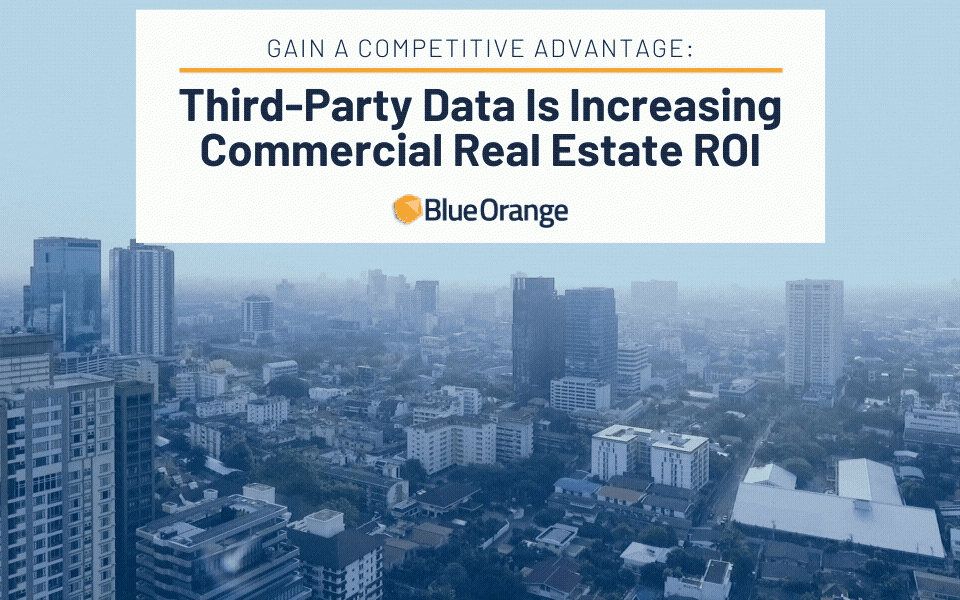 GAIN A COMPETITIVE ADVANTAGE:
Third-Party Data Is Increasing
Commercial Real Estate ROI
BlueOrange